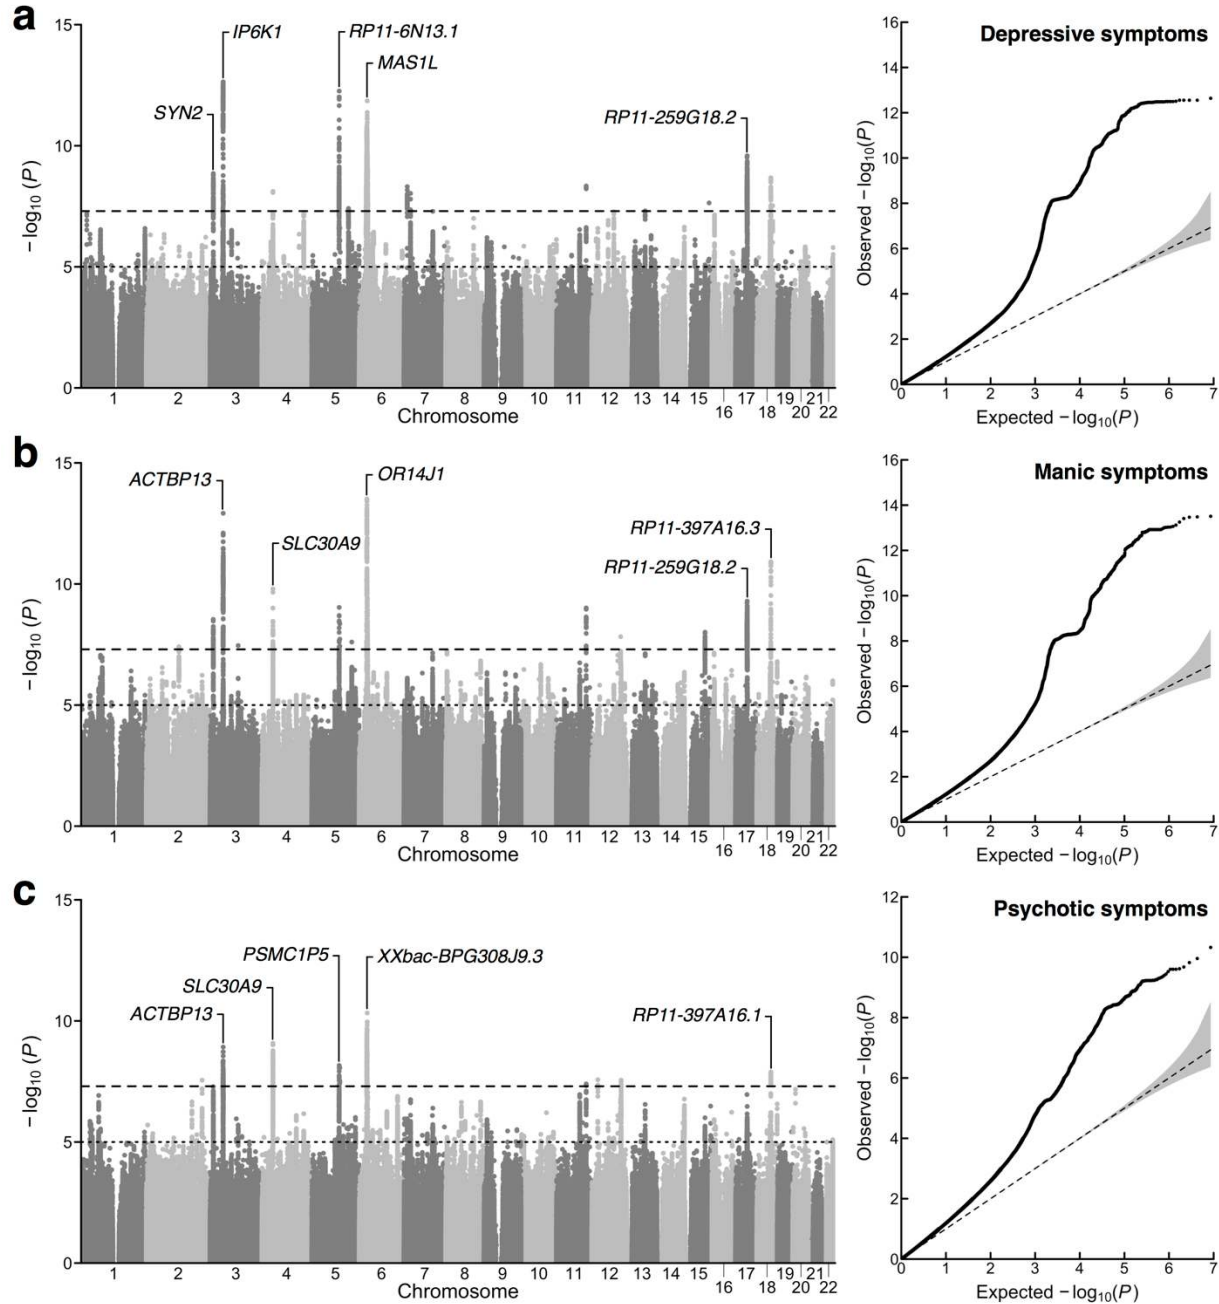 a
15
10
5
0
−log10 (P)
SYN2
IP6K1
RP11-6N13.1
MAS1L
RP11-259G18.2
1 2 3 4 5 6 7 8 9 10 11 12 13 14 15 16 17 18 19 20 21 22
Chromosome
Depressive symptoms
16
14
12
10
8
6
4
2
0
Observed −log10(P)
0 1 2 3 4 5 6 7
Expected −log10(P)
b
15
10
5
0
−log10 (P)
ACTBP13
SLC30A9
OR14J1
RP11-397A16.3
RP11-259G18.2
1 2 3 4 5 6 7 8 9 10 11 12 13 14 15 16 17 18 19 20 21 22
Chromosome
Manic symptoms
16
14
12
10
8
6
4
2
0
Observed −log10(P)
0 1 2 3 4 5 6 7
Expected −log10(P)
c
15
10
5
0
−log10 (P)
PSMC1P5
SLC30A9
ACTBP13
XXbac-BPG308J9.3
RP11-397A16.1
1 2 3 4 5 6 7 8 9 10 11 12 13 14 15 16 17 18 19 20 21 22
Chromosome
Psychotic symptoms
12
10
8
6
4
2
0
Observed −log10(P)
0 1 2 3 4 5 6 7
Expected −log10(P)